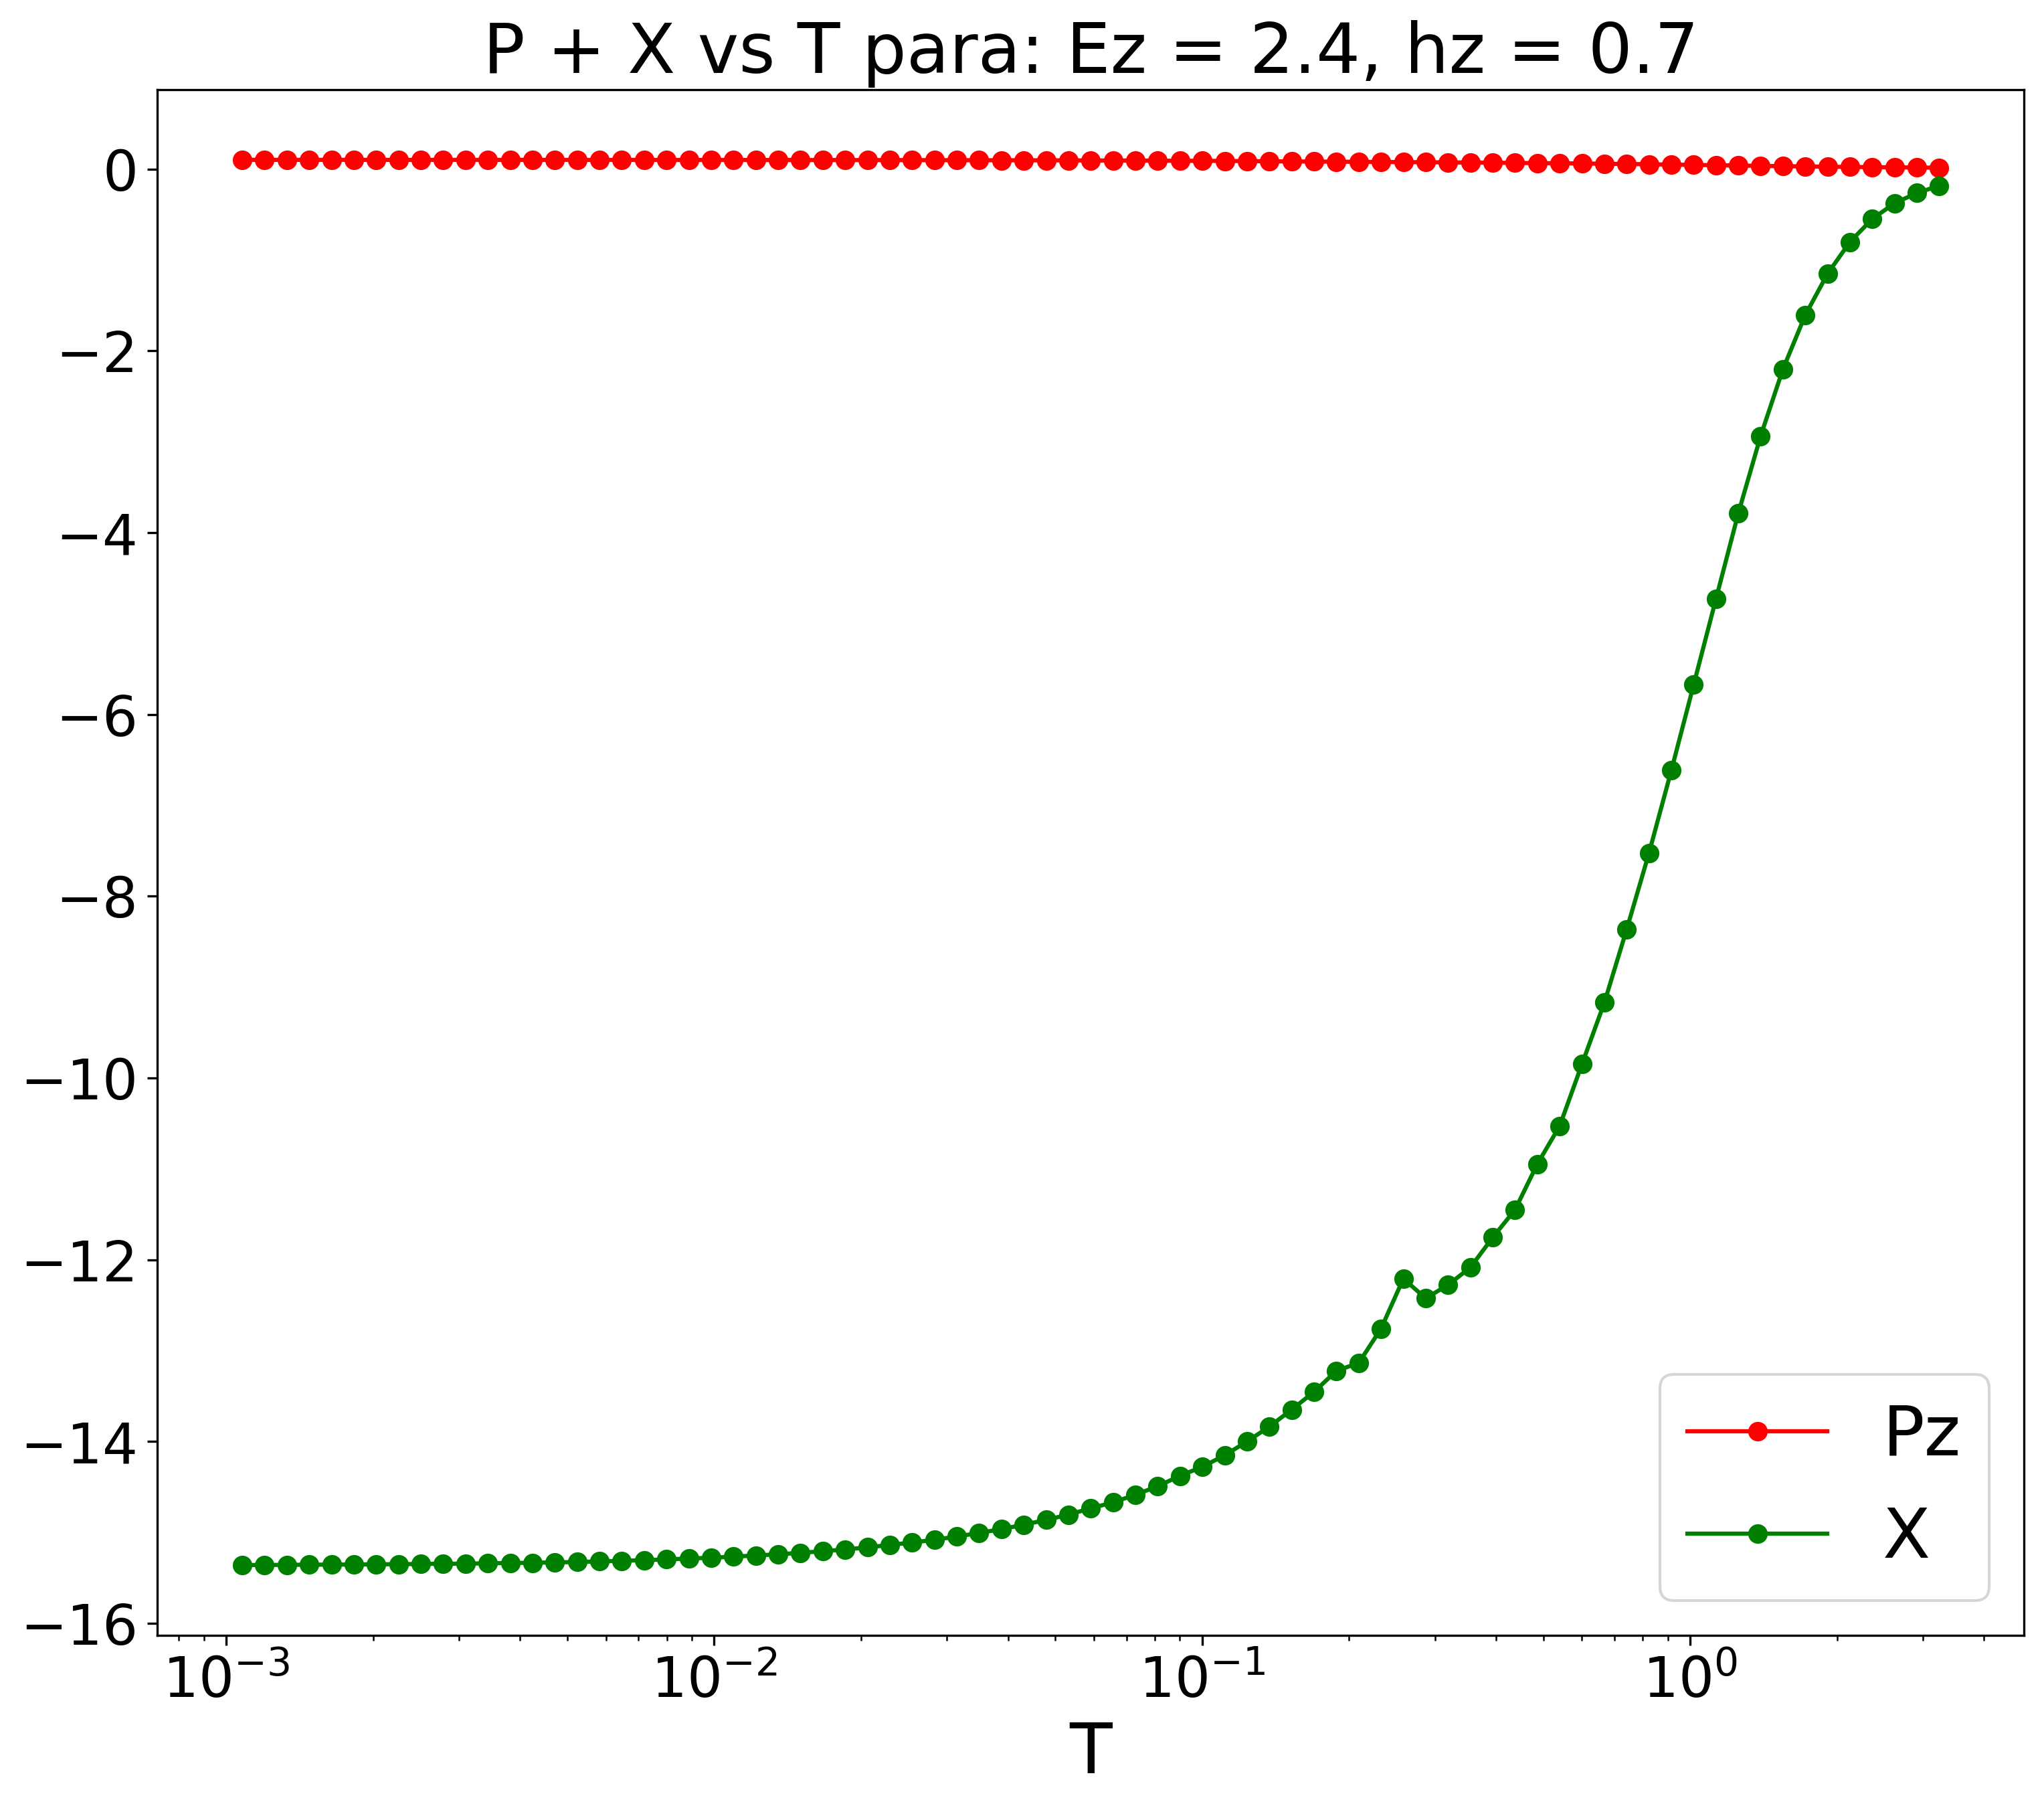 P + X vs T para: Ez = 2.4, hz = 0.7
0
−2
−4
−6
−8
−10
−12
−14
−16
Pz
X
10⁻³ 10⁻² 10⁻¹ 10⁰
T